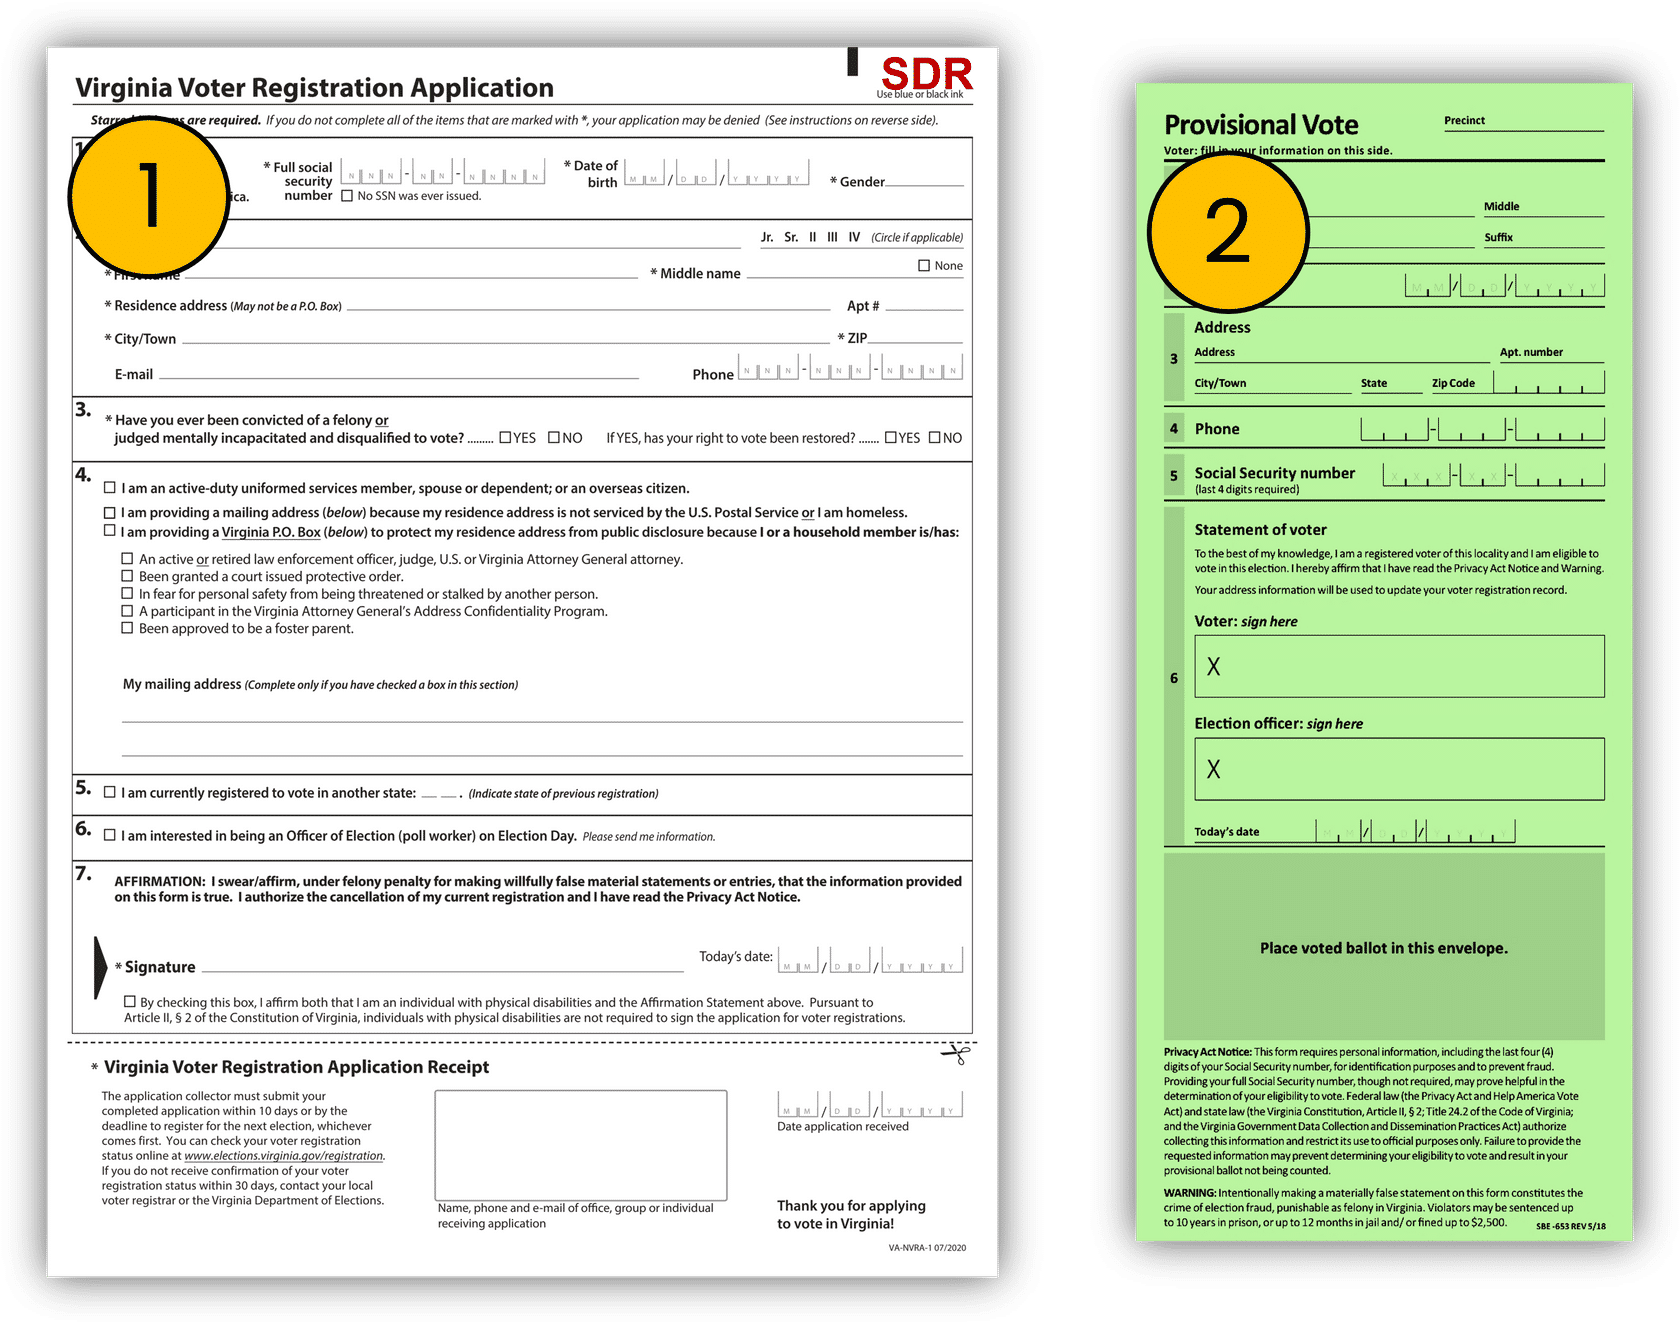 Virginia Voter Registration Application
SDR
Use blue or black ink
are required. If you do not complete all of the items that are marked with *, your application may be denied (See instructions on reverse side).
1
* Full social security number
N N N - N N - N N N N
No SSN was ever issued.
* Date of birth
M M / D D / Y Y Y Y
* Gender
ica.
Jr. Sr. II III IV (Circle if applicable)
* First name
* Middle name
None
* Residence address (May not be a P.O. Box)
Apt #
* City/Town
* ZIP
E-mail
Phone N N N - N N N - N N N N
3.
* Have you ever been convicted of a felony or
judged mentally incapacitated and disqualified to vote? ......... YES NO If YES, has your right to vote been restored? ....... YES NO
4.
I am an active-duty uniformed services member, spouse or dependent; or an overseas citizen.
I am providing a mailing address (below) because my residence address is not serviced by the U.S. Postal Service or I am homeless.
I am providing a Virginia P.O. Box (below) to protect my residence address from public disclosure because I or a household member is/has:
An active or retired law enforcement officer, judge, U.S. or Virginia Attorney General attorney.
Been granted a court issued protective order.
In fear for personal safety from being threatened or stalked by another person.
A participant in the Virginia Attorney General's Address Confidentiality Program.
Been approved to be a foster parent.
My mailing address (Complete only if you have checked a box in this section)
5. I am currently registered to vote in another state: __ __ . (Indicate state of previous registration)
6. I am interested in being an Officer of Election (poll worker) on Election Day. Please send me information.
7.
AFFIRMATION: I swear/affirm, under felony penalty for making willfully false material statements or entries, that the information provided
on this form is true. I authorize the cancellation of my current registration and I have read the Privacy Act Notice.
* Signature
Today's date: M M / D D / Y Y Y Y
By checking this box, I affirm both that I am an individual with physical disabilities and the Affirmation Statement above. Pursuant to
Article II, § 2 of the Constitution of Virginia, individuals with physical disabilities are not required to sign the application for voter registrations.
* Virginia Voter Registration Application Receipt
The application collector must submit your
completed application within 10 days or by the
deadline to register for the next election, whichever
comes first. You can check your voter registration
status online at www.elections.virginia.gov/registration.
If you do not receive confirmation of your voter
registration status within 30 days, contact your local
voter registrar or the Virginia Department of Elections.
Name, phone and e-mail of office, group or individual
receiving application
M M / D D / Y Y Y Y
Date application received
Thank you for applying
to vote in Virginia!
VA-NVRA-1 07/2020
Provisional Vote
Precinct
Voter: fill in your information on this side.
2
Middle
Suffix
M M / D D / Y Y Y Y
3
Address
Address
Apt. number
City/Town
State
Zip Code
4 Phone
5 Social Security number
(last 4 digits required)
X X X - X X -
6
Statement of voter
To the best of my knowledge, I am a registered voter of this locality and I am eligible to
vote in this election. I hereby affirm that I have read the Privacy Act Notice and Warning.
Your address information will be used to update your voter registration record.
Voter: sign here
X
Election officer: sign here
X
Today's date M M / D D / Y Y Y Y
Place voted ballot in this envelope.
Privacy Act Notice: This form requires personal information, including the last four (4)
digits of your Social Security number, for identification purposes and to prevent fraud.
Providing your full Social Security number, though not required, may prove helpful in the
determination of your eligibility to vote. Federal law (the Privacy Act and Help America Vote
Act) and state law (the Virginia Constitution, Article II, § 2; Title 24.2 of the Code of Virginia;
and the Virginia Government Data Collection and Dissemination Practices Act) authorize
collecting this information and restrict its use to official purposes only. Failure to provide the
requested information may prevent determining your eligibility to vote and result in your
provisional ballot not being counted.
WARNING: Intentionally making a materially false statement on this form constitutes the
crime of election fraud, punishable as felony in Virginia. Violators may be sentenced up
to 10 years in prison, or up to 12 months in jail and/ or fined up to $2,500.
SBE -653 REV 5/18